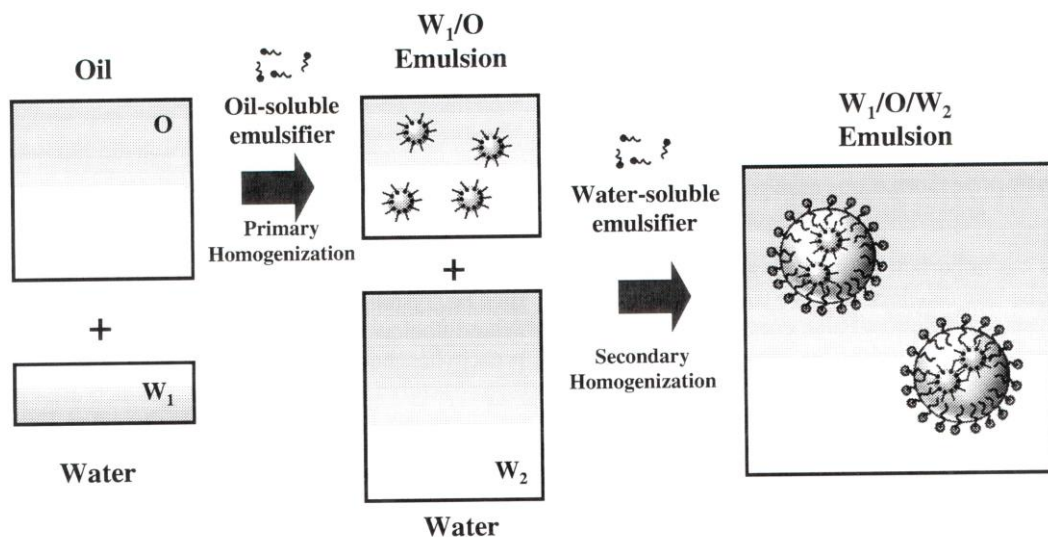 Oil
O
+
W₁
Water
Oil-soluble
emulsifier
Primary
Homogenization
W₁/O
Emulsion
+
W₂
Water
Water-soluble
emulsifier
Secondary
Homogenization
W₁/O/W₂
Emulsion